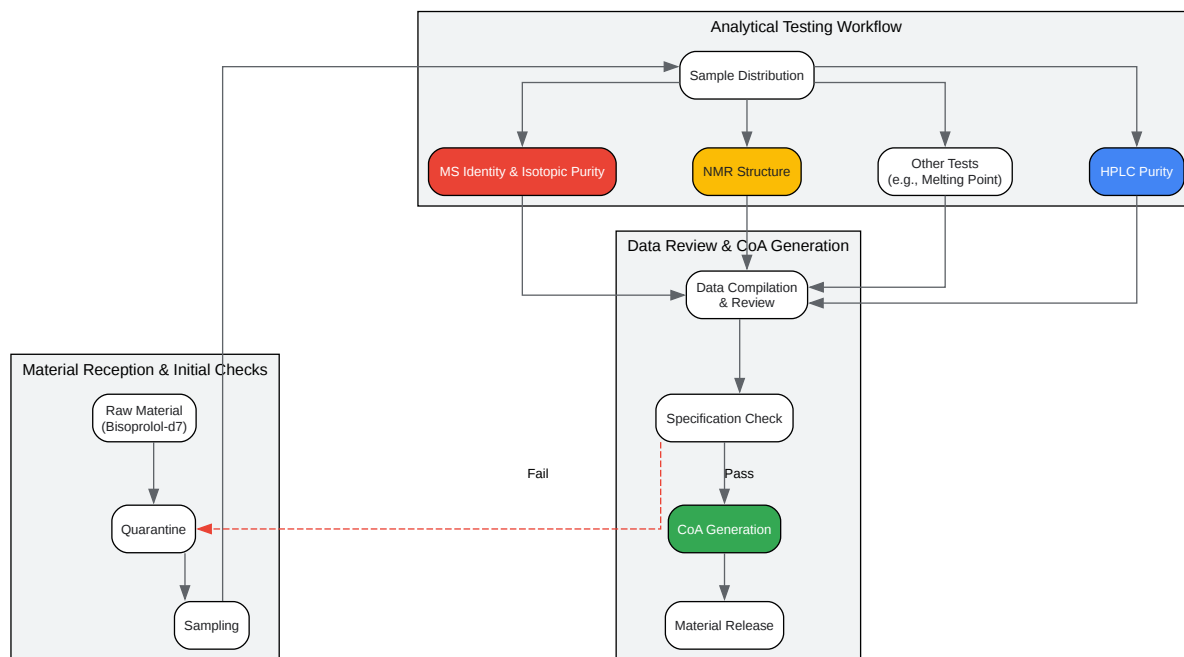 Analytical Testing Workflow
Sample Distribution
MS Identity & Isotopic Purity
NMR Structure
Other Tests
(e.g., Melting Point)
HPLC Purity
Data Review & CoA Generation
Data Compilation
& Review
Material Reception & Initial Checks
Raw Material
(Bisoprolol-d7)
Specification Check
Fail
Pass
Quarantine
CoA Generation
Sampling
Material Release